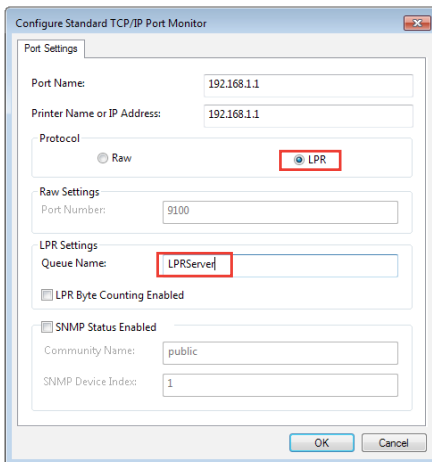 Configure Standard TCP/IP Port Monitor
Port Settings
Port Name: 192.168.1.1
Printer Name or IP Address: 192.168.1.1
Protocol
Raw LPR
Raw Settings
Port Number: 9100
LPR Settings
Queue Name: LPRServer
LPR Byte Counting Enabled
SNMP Status Enabled
Community Name: public
SNMP Device Index: 1
OK Cancel